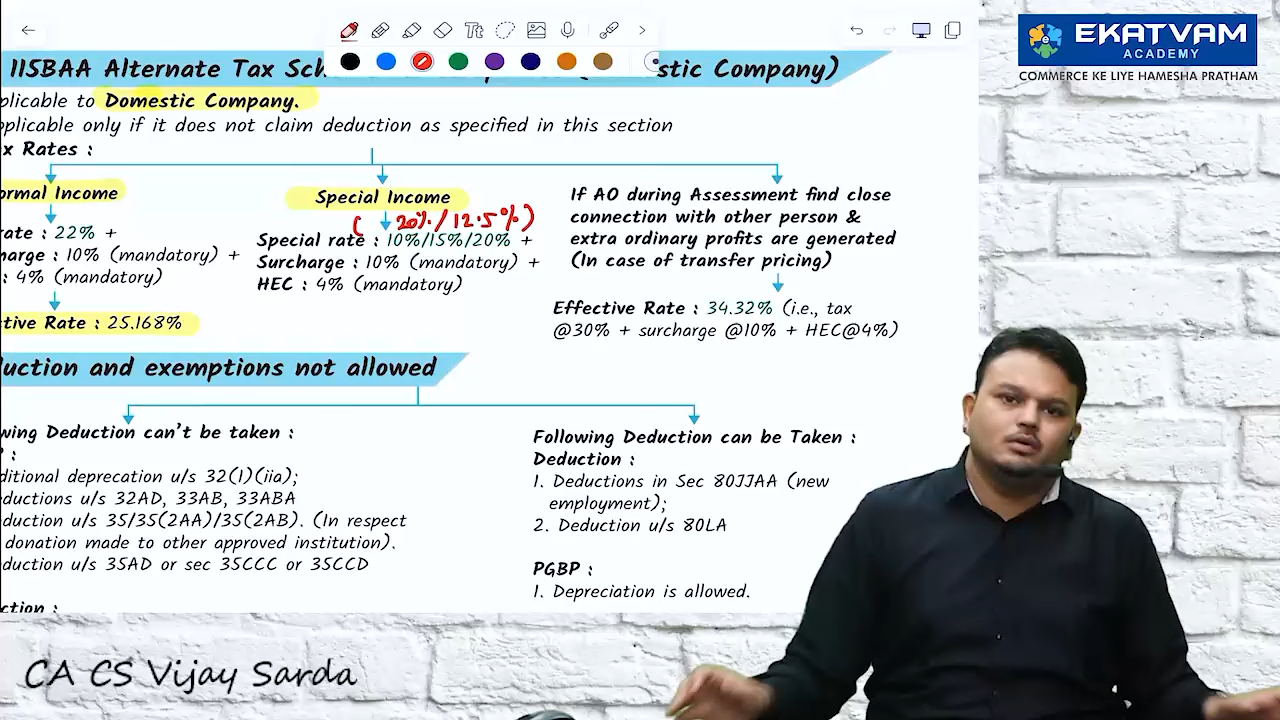 115BAA Alternate Tax Sch stic Company)
plicable to Domestic Company.
pplicable only if it does not claim deduction as specified in this section
x Rates :
ormal Income
ate : 22% +
harge : 10% (mandatory) +
: 4% (mandatory)
ctive Rate : 25.168%
Special Income
( 20% / 12.5%)
Special rate : 10%/15%/20% +
Surcharge : 10% (mandatory) +
HEC : 4% (mandatory)
If AO during Assessment find close
connection with other person &
extra ordinary profits are generated
(In case of transfer pricing)
Effective Rate : 34.32% (i.e., tax
@30% + surcharge @10% + HEC@4%)
duction and exemptions not allowed
wing Deduction can't be taken :
:
ditional deprecation u/s 32(1)(iia);
eductions u/s 32AD, 33AB, 33ABA
duction u/s 35/35(2AA)/35(2AB). (In respect
donation made to other approved institution).
duction u/s 35AD or sec 35CCC or 35CCD
ction :
Following Deduction can be Taken :
Deduction :
1. Deductions in Sec 80JJAA (new
employment);
2. Deduction u/s 80LA
PGBP :
1. Depreciation is allowed.
EKATVAM
ACADEMY
COMMERCE KE LIYE HAMESHA PRATHAM
CA CS Vijay Sarda
Tt